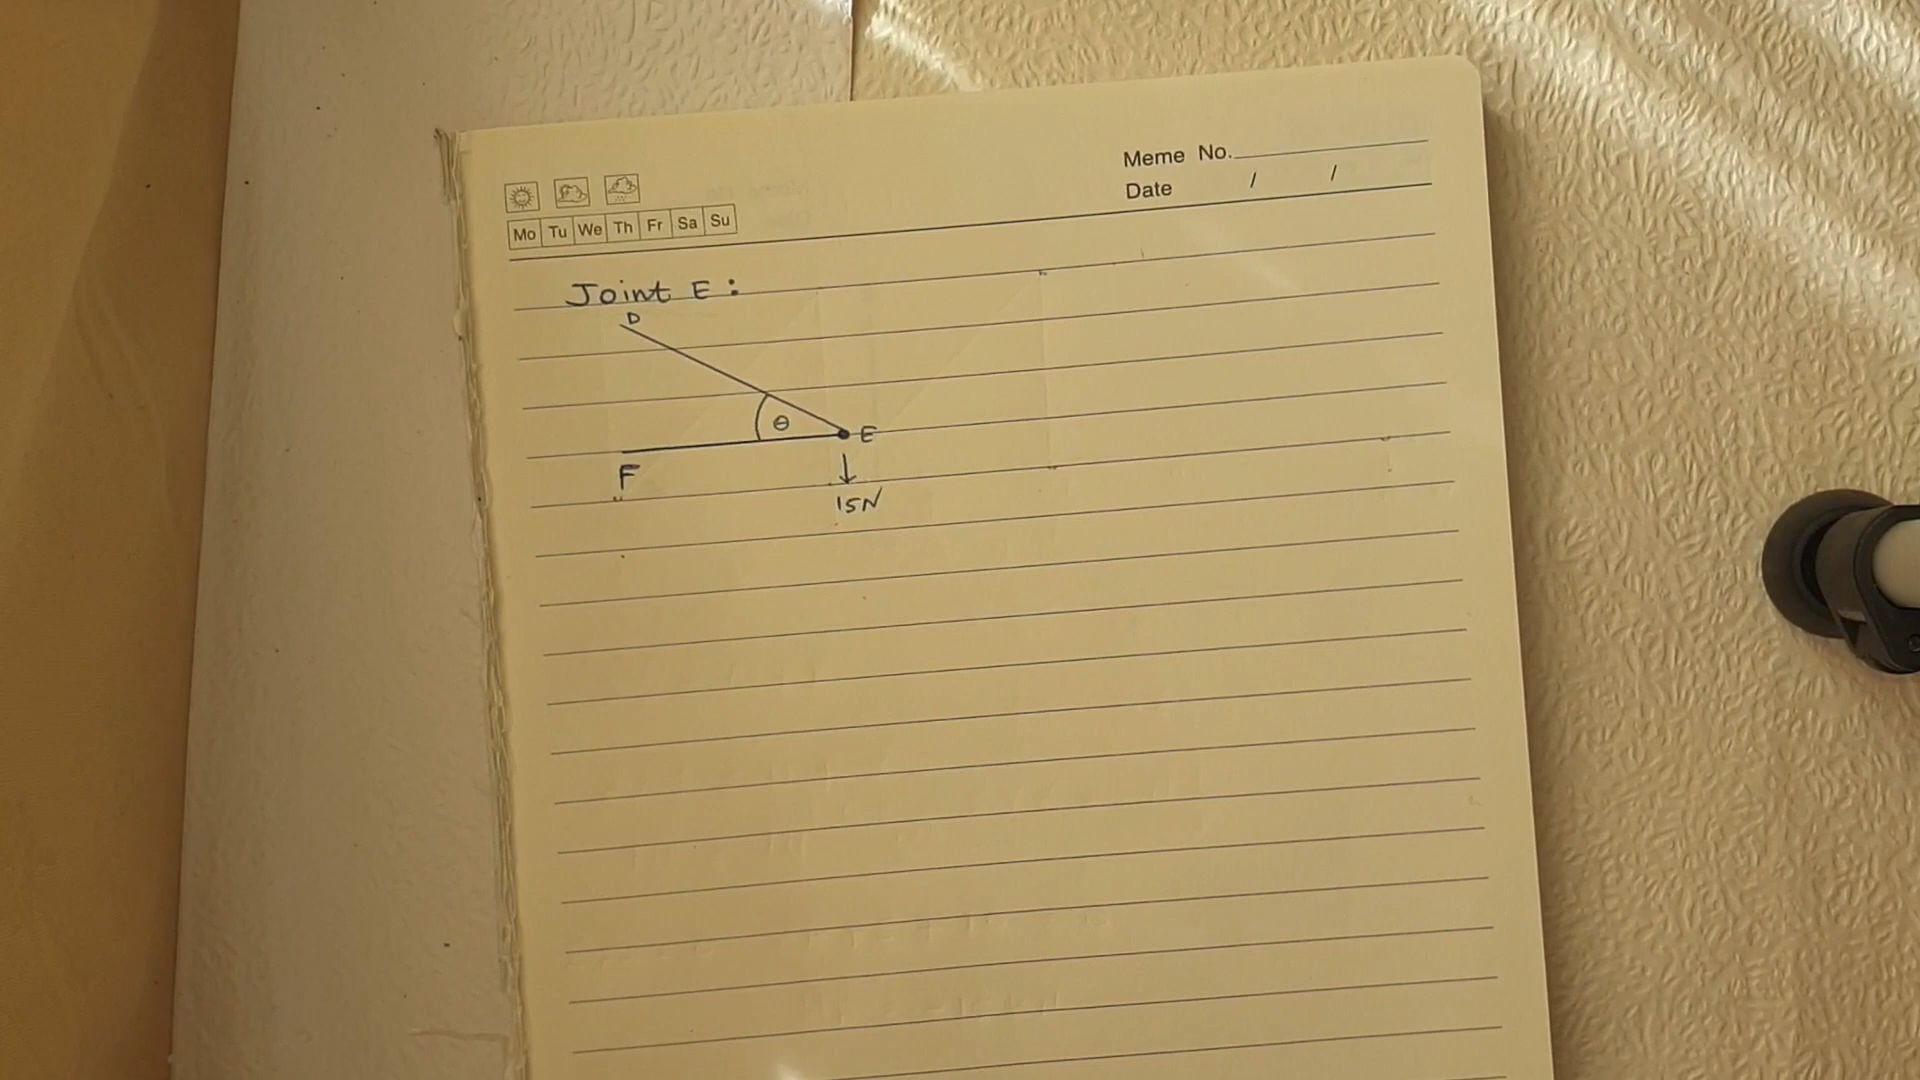 Meme No.
Date / /
Mo Tu We Th Fr Sa Su
Joint E :
D
θ
E
F
15N